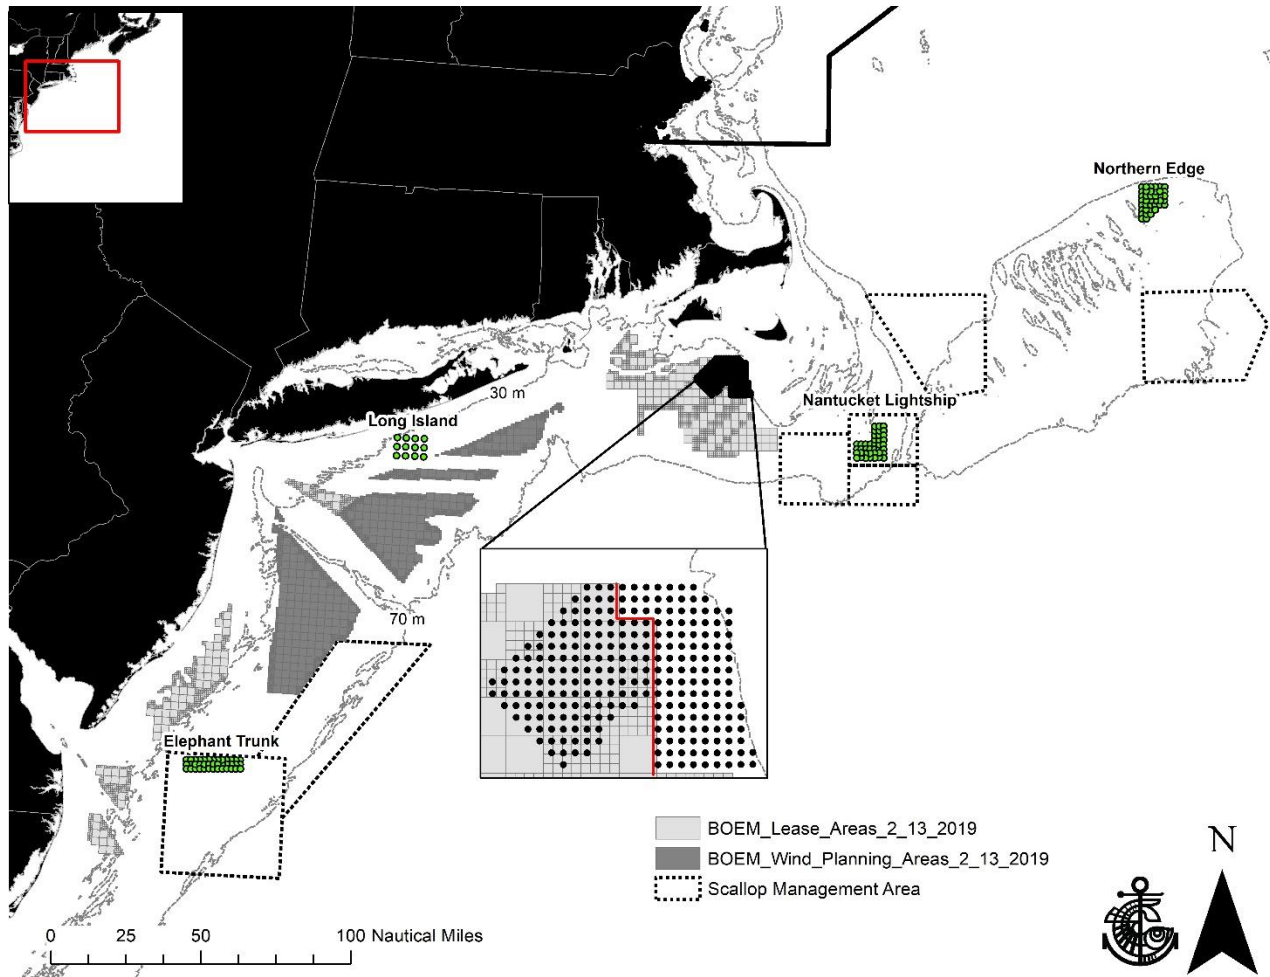 Northern Edge
30 m
Nantucket Lightship
Long Island
70 m
Elephant Trunk
BOEM_Lease_Areas_2_13_2019
BOEM_Wind_Planning_Areas_2_13_2019
Scallop Management Area
N
0 25 50 100 Nautical Miles